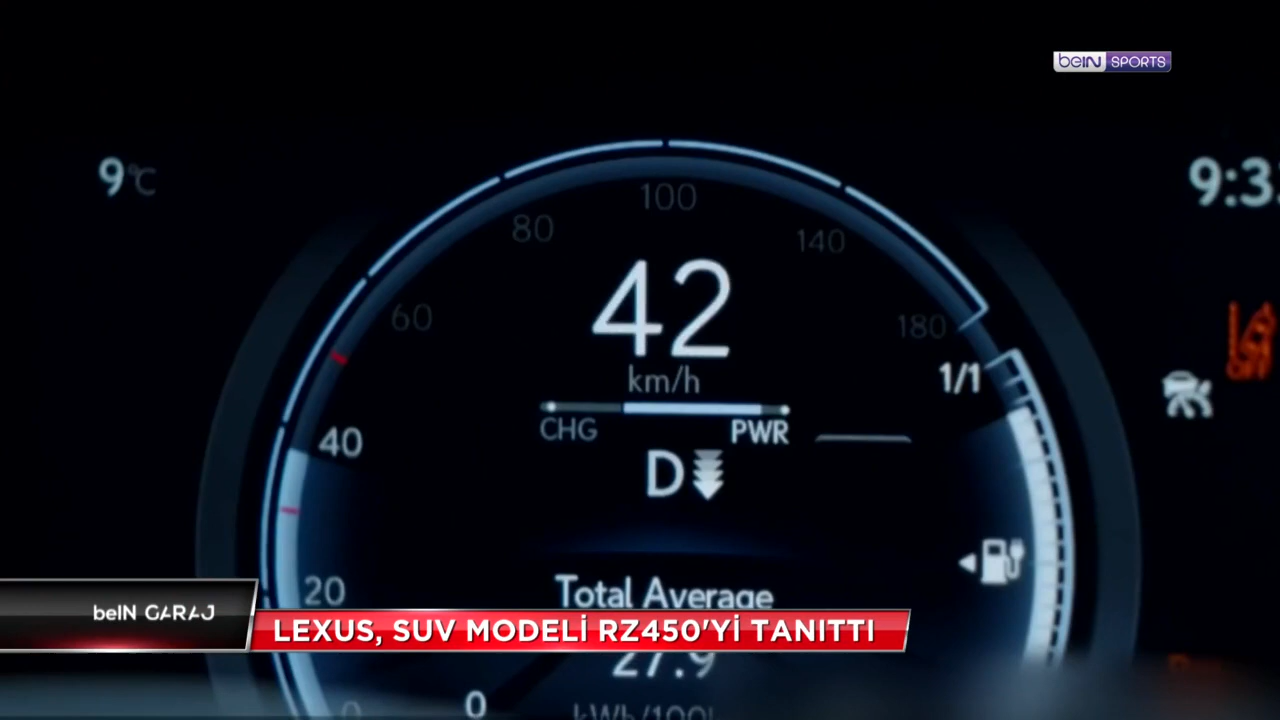 beIN SPORTS
9°C
9:3
100
80
140
60
180
42
km/h
1/1
CHG
PWR
40
D
20
Total Average
beIN GARAJ
LEXUS, SUV MODELİ RZ450'Yİ TANITTI
27.9
0
0